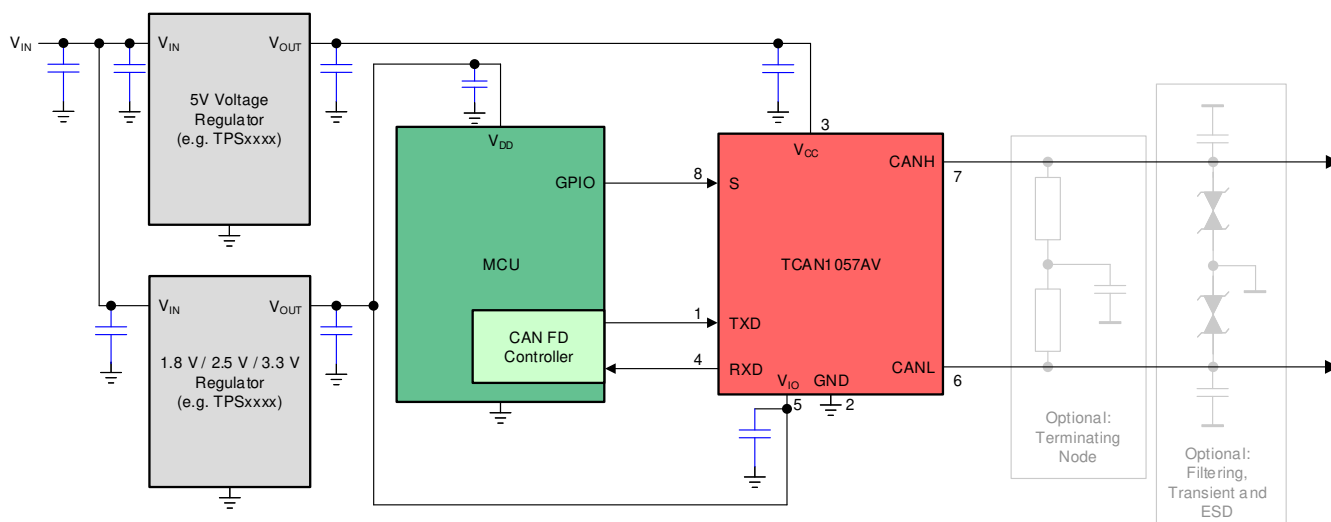 VIN
VIN
VOUT
5V Voltage
Regulator
(e.g. TPSxxxx)
VIN
VOUT
1.8 V / 2.5 V / 3.3 V
Regulator
(e.g. TPSxxxx)
VDD
GPIO
MCU
CAN FD
Controller
8
1
4
3
VCC
S
CANH
7
TCAN1057AV
TXD
RXD
VIO
GND
5
2
CANL
6
Optional:
Terminating
Node
Optional:
Filtering,
Transient and
ESD